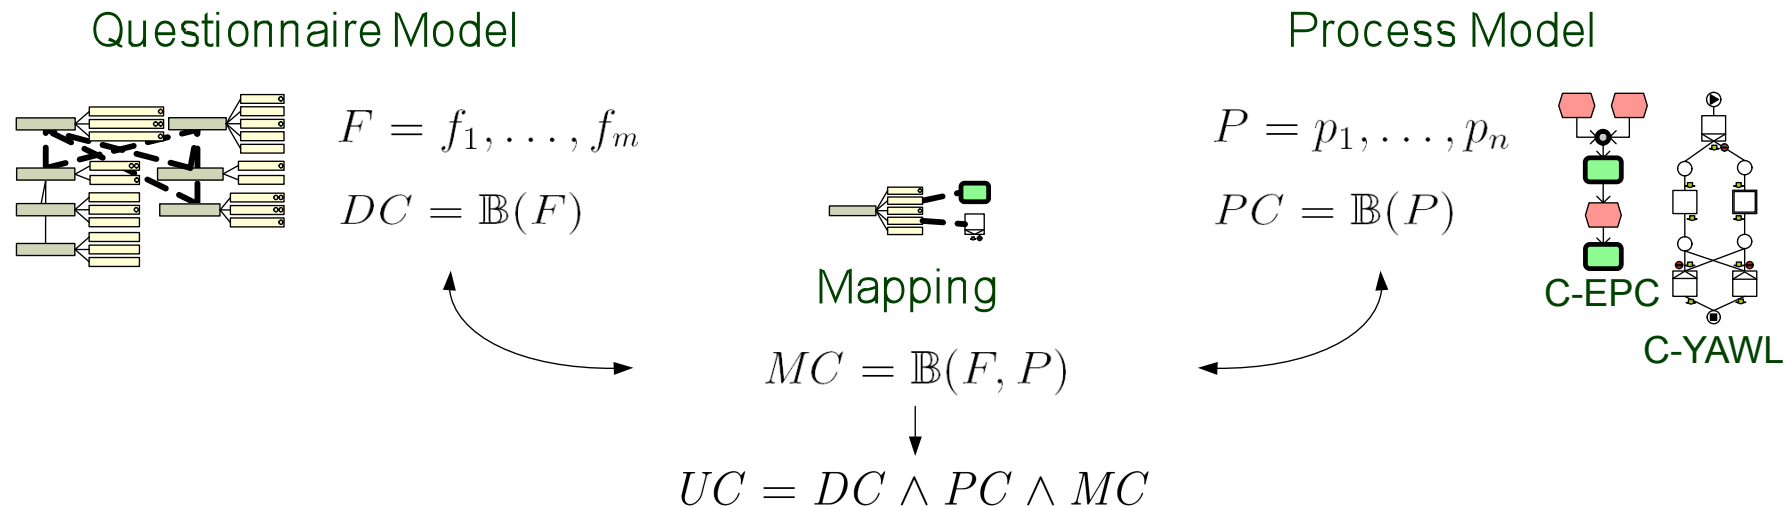 Questionnaire Model
Process Model
F = f₁, . . . , fₘ
P = p₁, . . . , pₙ
DC = 𝔹(F)
PC = 𝔹(P)
Mapping
C-EPC
C-YAWL
MC = 𝔹(F, P)
UC = DC ∧ PC ∧ MC